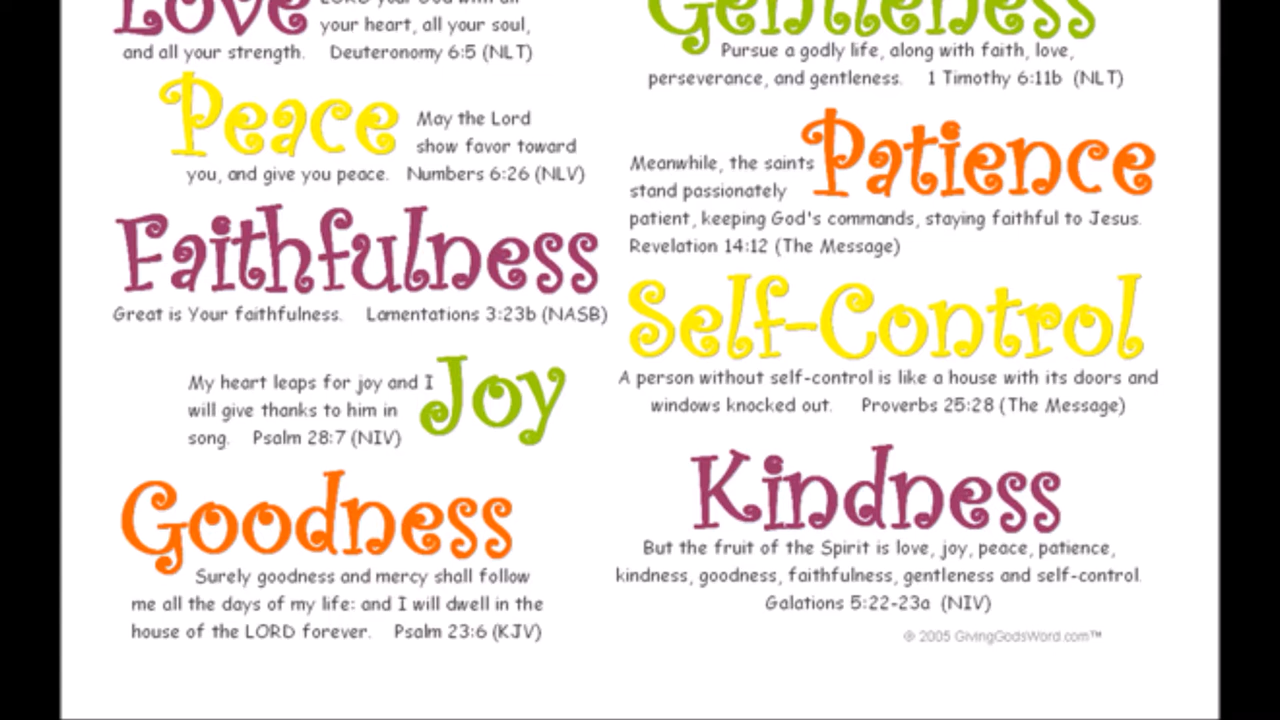 Love LORD your God with all
your heart, all your soul,
and all your strength. Deuteronomy 6:5 (NLT)
Peace May the Lord
show favor toward
you, and give you peace. Numbers 6:26 (NLV)
Faithfulness
Great is Your faithfulness. Lamentations 3:23b (NASB)
My heart leaps for joy and I Joy
will give thanks to him in
song. Psalm 28:7 (NIV)
Goodness
Surely goodness and mercy shall follow
me all the days of my life: and I will dwell in the
house of the LORD forever. Psalm 23:6 (KJV)
Gentleness
Pursue a godly life, along with faith, love,
perseverance, and gentleness. 1 Timothy 6:11b (NLT)
Meanwhile, the saints Patience
stand passionately
patient, keeping God's commands, staying faithful to Jesus.
Revelation 14:12 (The Message)
Self-Control
A person without self-control is like a house with its doors and
windows knocked out. Proverbs 25:28 (The Message)
Kindness
But the fruit of the Spirit is love, joy, peace, patience,
kindness, goodness, faithfulness, gentleness and self-control.
Galations 5:22-23a (NIV)
© 2005 GivingGodsWord.com™